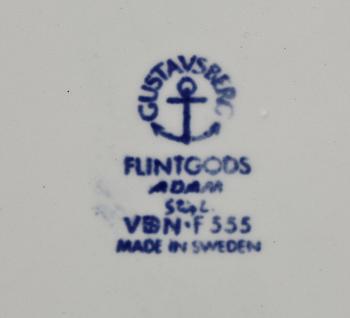 GUSTAVSBERG
FLINTGODS
ADAM
VDN·F 555
MADE IN SWEDEN